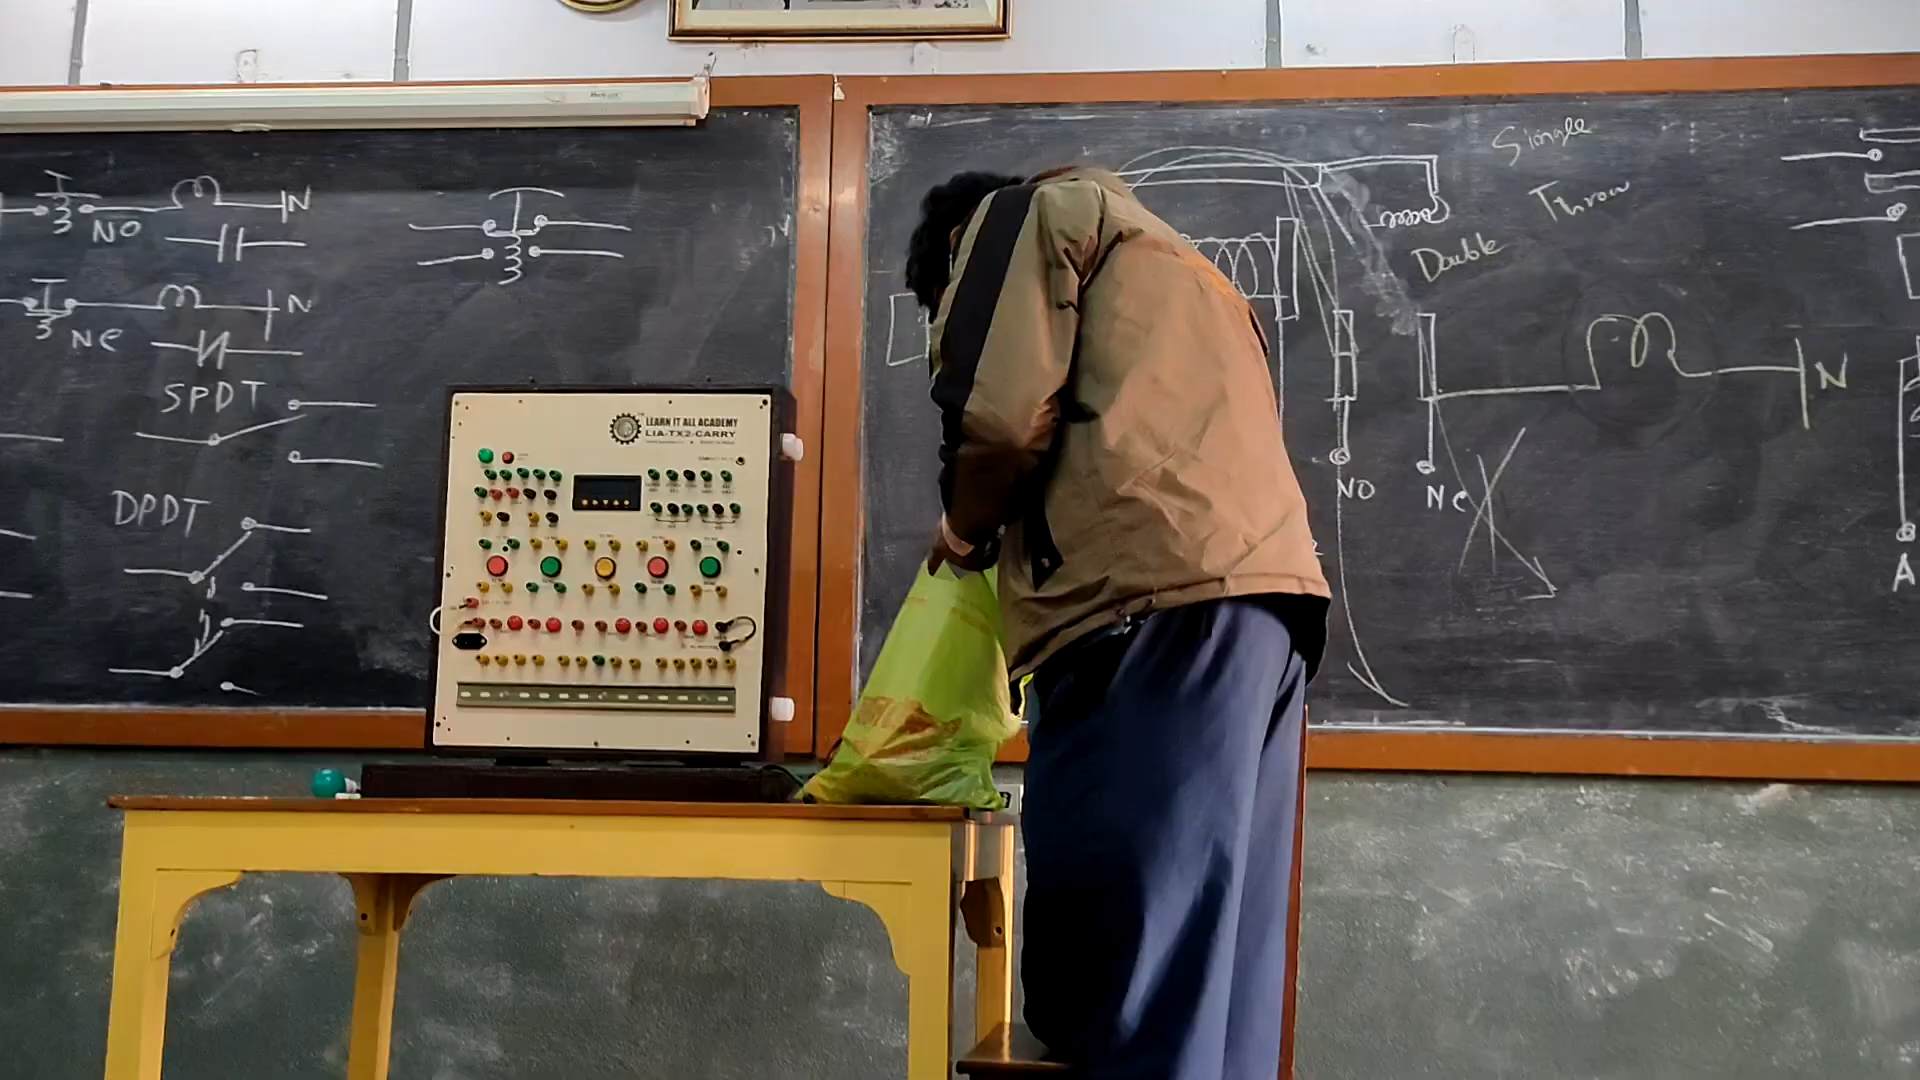 NO
N
NC
N
SPDT
DPDT
LEARN IT ALL ACADEMY
LIA-TX2-CARRY
Single
Throw
Double
N
NO
NC
A